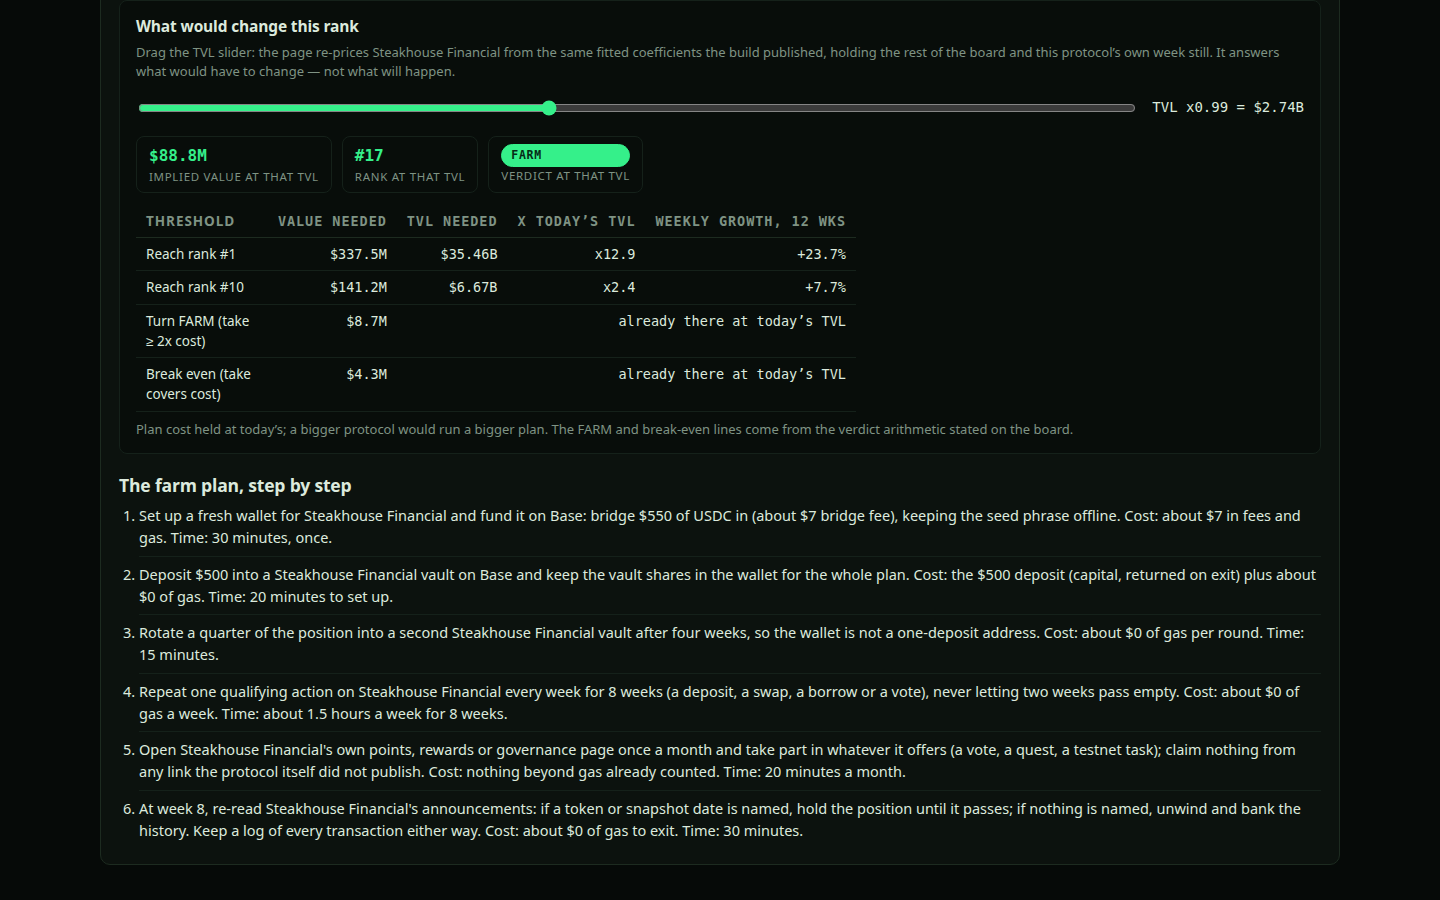 What would change this rank
Drag the TVL slider: the page re-prices Steakhouse Financial from the same fitted coefficients the build published, holding the rest of the board and this protocol’s own week still. It answers
what would have to change — not what will happen.
TVL x0.99 = $2.74B
$88.8M
IMPLIED VALUE AT THAT TVL
#17
RANK AT THAT TVL
FARM
VERDICT AT THAT TVL
THRESHOLD VALUE NEEDED TVL NEEDED X TODAY’S TVL WEEKLY GROWTH, 12 WKS
Reach rank #1 $337.5M $35.46B x12.9 +23.7%
Reach rank #10 $141.2M $6.67B x2.4 +7.7%
Turn FARM (take
≥ 2x cost) $8.7M already there at today’s TVL
Break even (take
covers cost) $4.3M already there at today’s TVL
Plan cost held at today’s; a bigger protocol would run a bigger plan. The FARM and break-even lines come from the verdict arithmetic stated on the board.
The farm plan, step by step
1. Set up a fresh wallet for Steakhouse Financial and fund it on Base: bridge $550 of USDC in (about $7 bridge fee), keeping the seed phrase offline. Cost: about $7 in fees and
gas. Time: 30 minutes, once.
2. Deposit $500 into a Steakhouse Financial vault on Base and keep the vault shares in the wallet for the whole plan. Cost: the $500 deposit (capital, returned on exit) plus about
$0 of gas. Time: 20 minutes to set up.
3. Rotate a quarter of the position into a second Steakhouse Financial vault after four weeks, so the wallet is not a one-deposit address. Cost: about $0 of gas per round. Time:
15 minutes.
4. Repeat one qualifying action on Steakhouse Financial every week for 8 weeks (a deposit, a swap, a borrow or a vote), never letting two weeks pass empty. Cost: about $0 of
gas a week. Time: about 1.5 hours a week for 8 weeks.
5. Open Steakhouse Financial's own points, rewards or governance page once a month and take part in whatever it offers (a vote, a quest, a testnet task); claim nothing from
any link the protocol itself did not publish. Cost: nothing beyond gas already counted. Time: 20 minutes a month.
6. At week 8, re-read Steakhouse Financial's announcements: if a token or snapshot date is named, hold the position until it passes; if nothing is named, unwind and bank the
history. Keep a log of every transaction either way. Cost: about $0 of gas to exit. Time: 30 minutes.